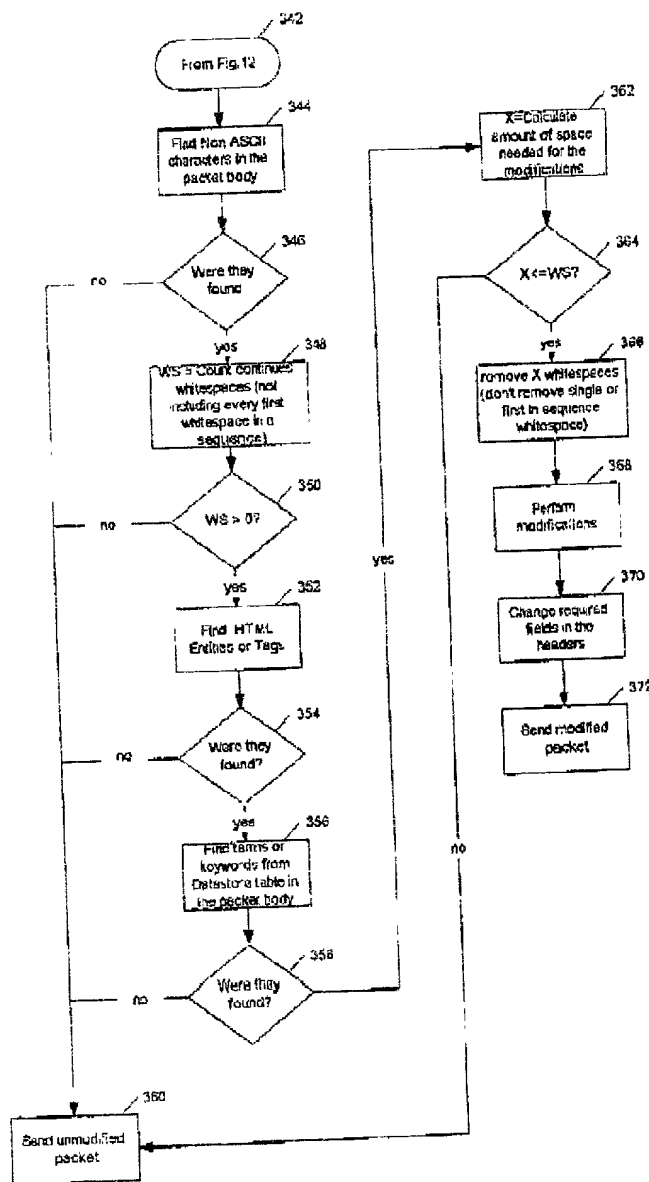 342
From Fig.12
344
Find Non ASCII
characters in the
packet body
346
Were they
found
no
yes
348
WS = Count continues
whitespaces (not
including every first
whitespace in a
sequence)
350
WS > 0?
no
yes
352
Find HTML
Entities or Tags
354
Were they
found?
no
yes
356
Find terms or
keywords from
Datastore table in
the packet body
358
Were they
found?
no
yes
360
Send unmodified
packet
362
X=Calculate
amount of space
needed for the
modifications
364
X<=WS?
no
yes
366
remove X whitespaces
(don't remove single or
first in sequence
whitespace)
368
Perform
modifications
370
Change required
fields in the
headers
372
Send modified
packet